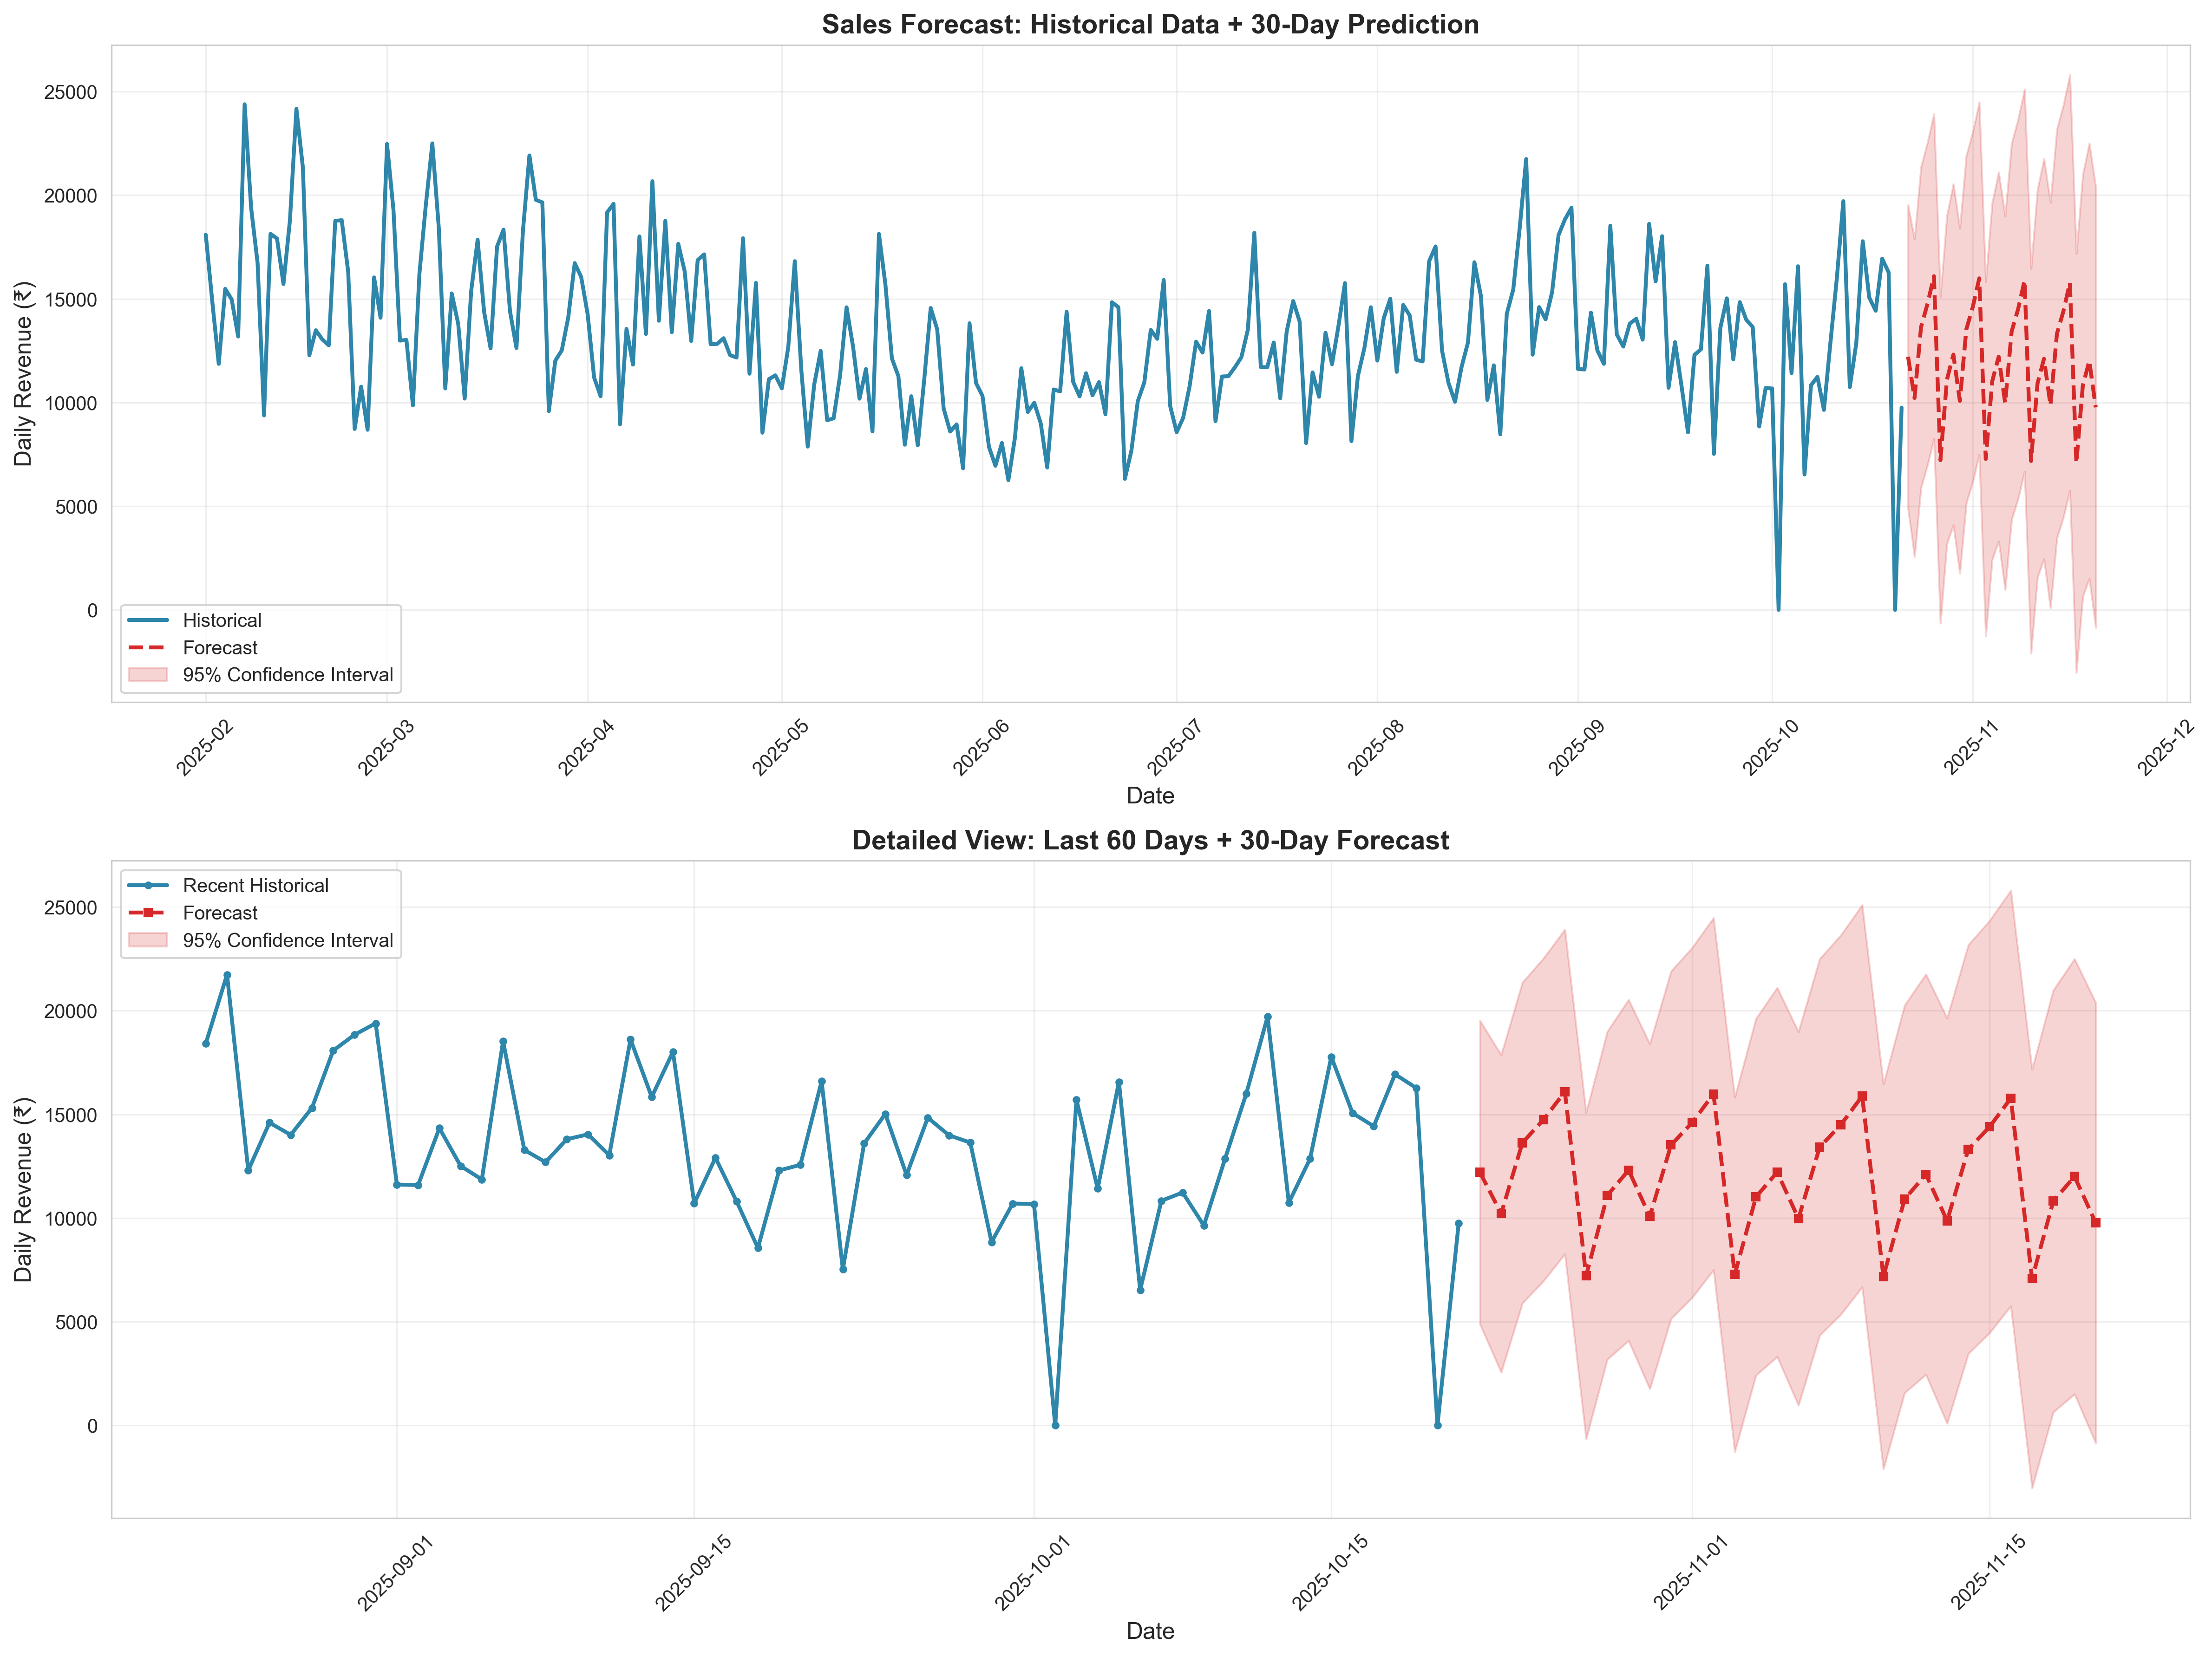 Sales Forecast: Historical Data + 30-Day Prediction
Daily Revenue (₹)
25000
20000
15000
10000
5000
0
Historical
Forecast
95% Confidence Interval
2025-02
2025-03
2025-04
2025-05
2025-06
2025-07
2025-08
2025-09
2025-10
2025-11
2025-12
Date
Detailed View: Last 60 Days + 30-Day Forecast
Daily Revenue (₹)
25000
20000
15000
10000
5000
0
Recent Historical
Forecast
95% Confidence Interval
2025-09-01
2025-09-15
2025-10-01
2025-10-15
2025-11-01
2025-11-15
Date